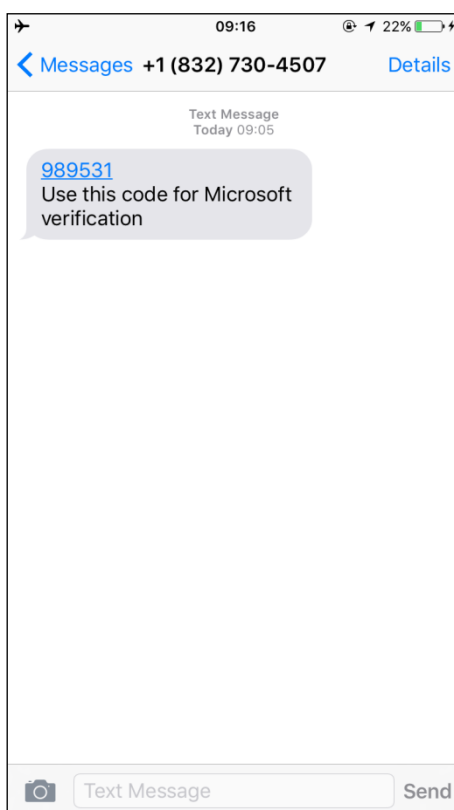 09:16
22%
Messages +1 (832) 730-4507 Details
Text Message
Today 09:05
989531
Use this code for Microsoft
verification
Text Message Send